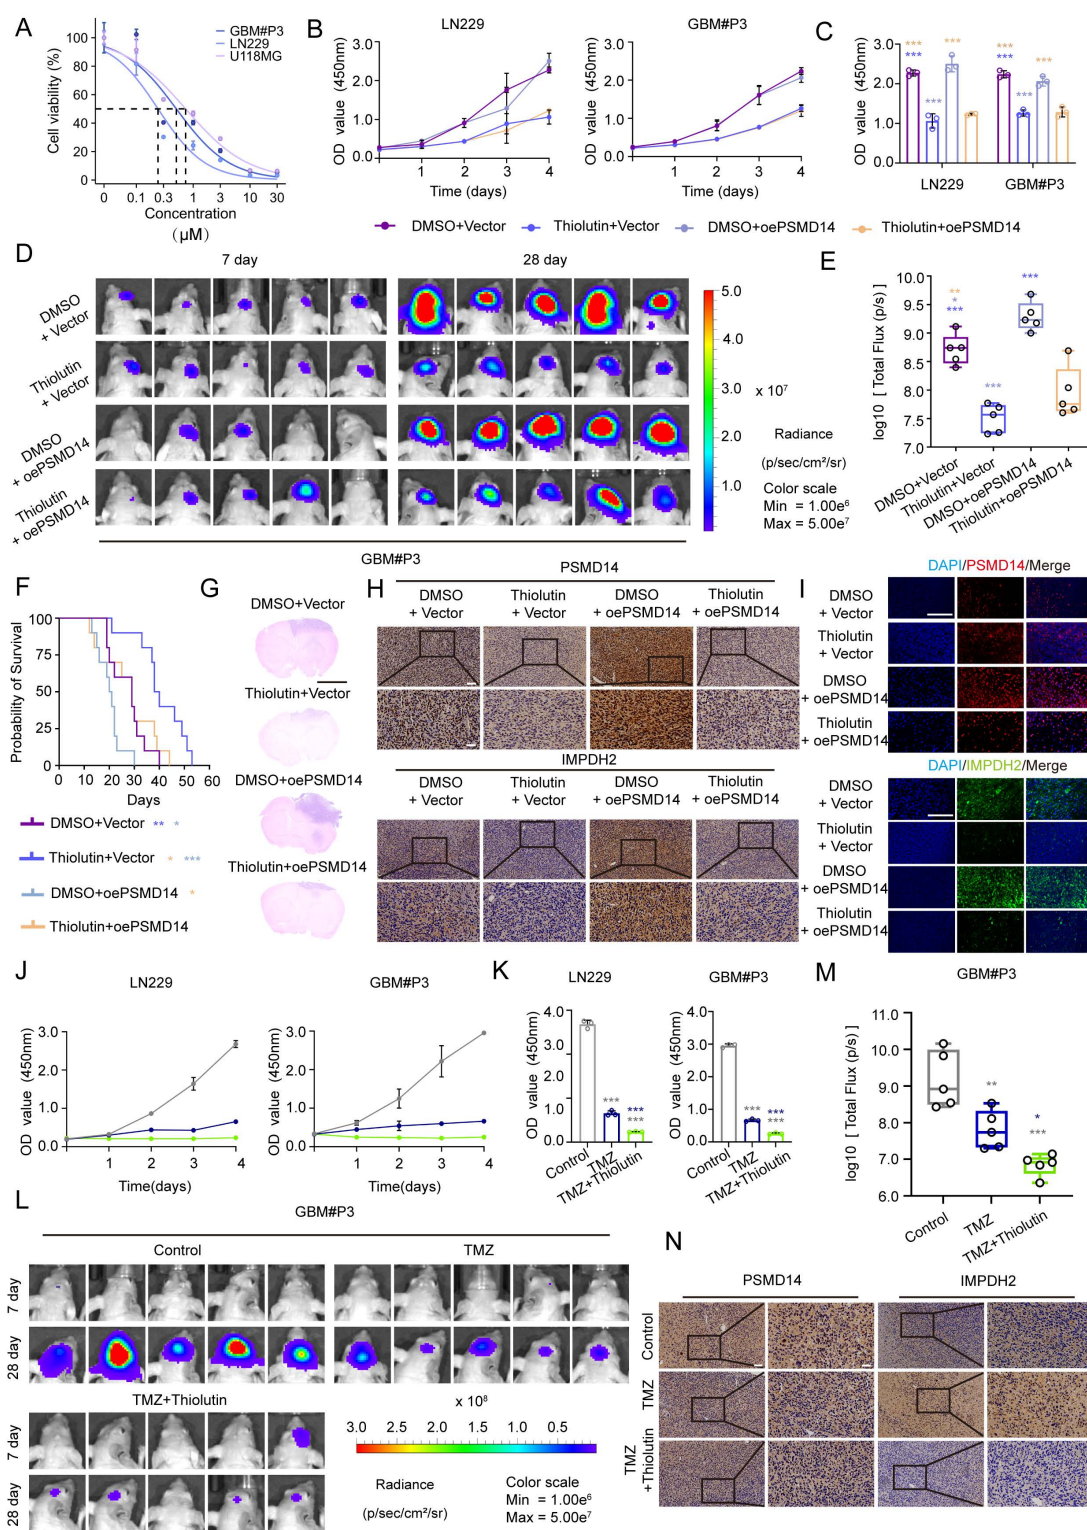 A
GBM#P3
LN229
U118MG
Cell viability (%)
100
80
60
40
20
0
0 0.1 0.3 1 3 10 30
Concentration
(μM)
B
LN229
GBM#P3
OD value (450nm)
3.0
2.0
1.0
0.0
0 1 2 3 4
Time (days)
OD value (450nm)
3.0
2.0
1.0
0.0
0 1 2 3 4
Time (days)
C
OD value (450nm)
3.0
2.0
1.0
0.0
*** *** *** *** *** *** *** ***
LN229 GBM#P3
DMSO+Vector Thiolutin+Vector DMSO+oePSMD14 Thiolutin+oePSMD14
D
7 day 28 day
DMSO
+ Vector
Thiolutin
+ Vector
DMSO
+ oePSMD14
Thiolutin
+ oePSMD14
5.0
4.0
3.0
2.0
1.0
x 10⁷
Radiance
(p/sec/cm²/sr)
Color scale
Min = 1.00e⁶
Max = 5.00e⁷
GBM#P3
E
log10 [ Total Flux (p/s) ]
10.0
9.5
9.0
8.5
8.0
7.5
7.0
**
*
***
***
***
DMSO+Vector
Thiolutin+Vector
DMSO+oePSMD14
Thiolutin+oePSMD14
F
Probability of Survival
100
75
50
25
0
0 10 20 30 40 50 60
Days
DMSO+Vector ** *
Thiolutin+Vector * ***
DMSO+oePSMD14 *
Thiolutin+oePSMD14
G
DMSO+Vector
Thiolutin+Vector
DMSO+oePSMD14
Thiolutin+oePSMD14
H
PSMD14
DMSO
+ Vector
Thiolutin
+ Vector
DMSO
+ oePSMD14
Thiolutin
+ oePSMD14
IMPDH2
DMSO
+ Vector
Thiolutin
+ Vector
DMSO
+ oePSMD14
Thiolutin
+ oePSMD14
I
DAPI/PSMD14/Merge
DMSO
+ Vector
Thiolutin
+ Vector
DMSO
+ oePSMD14
Thiolutin
+ oePSMD14
DAPI/IMPDH2/Merge
DMSO
+ Vector
Thiolutin
+ Vector
DMSO
+ oePSMD14
Thiolutin
+ oePSMD14
J
LN229
GBM#P3
OD value (450nm)
3.0
2.0
1.0
0.0
0 1 2 3 4
Time(days)
OD value (450nm)
3.0
2.0
1.0
0.0
0 1 2 3 4
Time(days)
K
LN229
GBM#P3
OD value (450nm)
4.0
3.0
2.0
1.0
0.0
***
***
***
Control
TMZ
TMZ+Thiolutin
OD value (450nm)
4.0
3.0
2.0
1.0
0.0
***
***
***
Control
TMZ
TMZ+Thiolutin
M
GBM#P3
log10 [ Total Flux (p/s) ]
11.0
10.0
9.0
8.0
7.0
6.0
**
*
***
Control
TMZ
TMZ+Thiolutin
L
GBM#P3
Control TMZ
7 day
28 day
TMZ+Thiolutin
7 day
28 day
x 10⁸
3.0 2.5 2.0 1.5 1.0 0.5
Radiance
(p/sec/cm²/sr)
Color scale
Min = 1.00e⁶
Max = 5.00e⁷
N
PSMD14 IMPDH2
Control
TMZ
TMZ
+Thiolutin